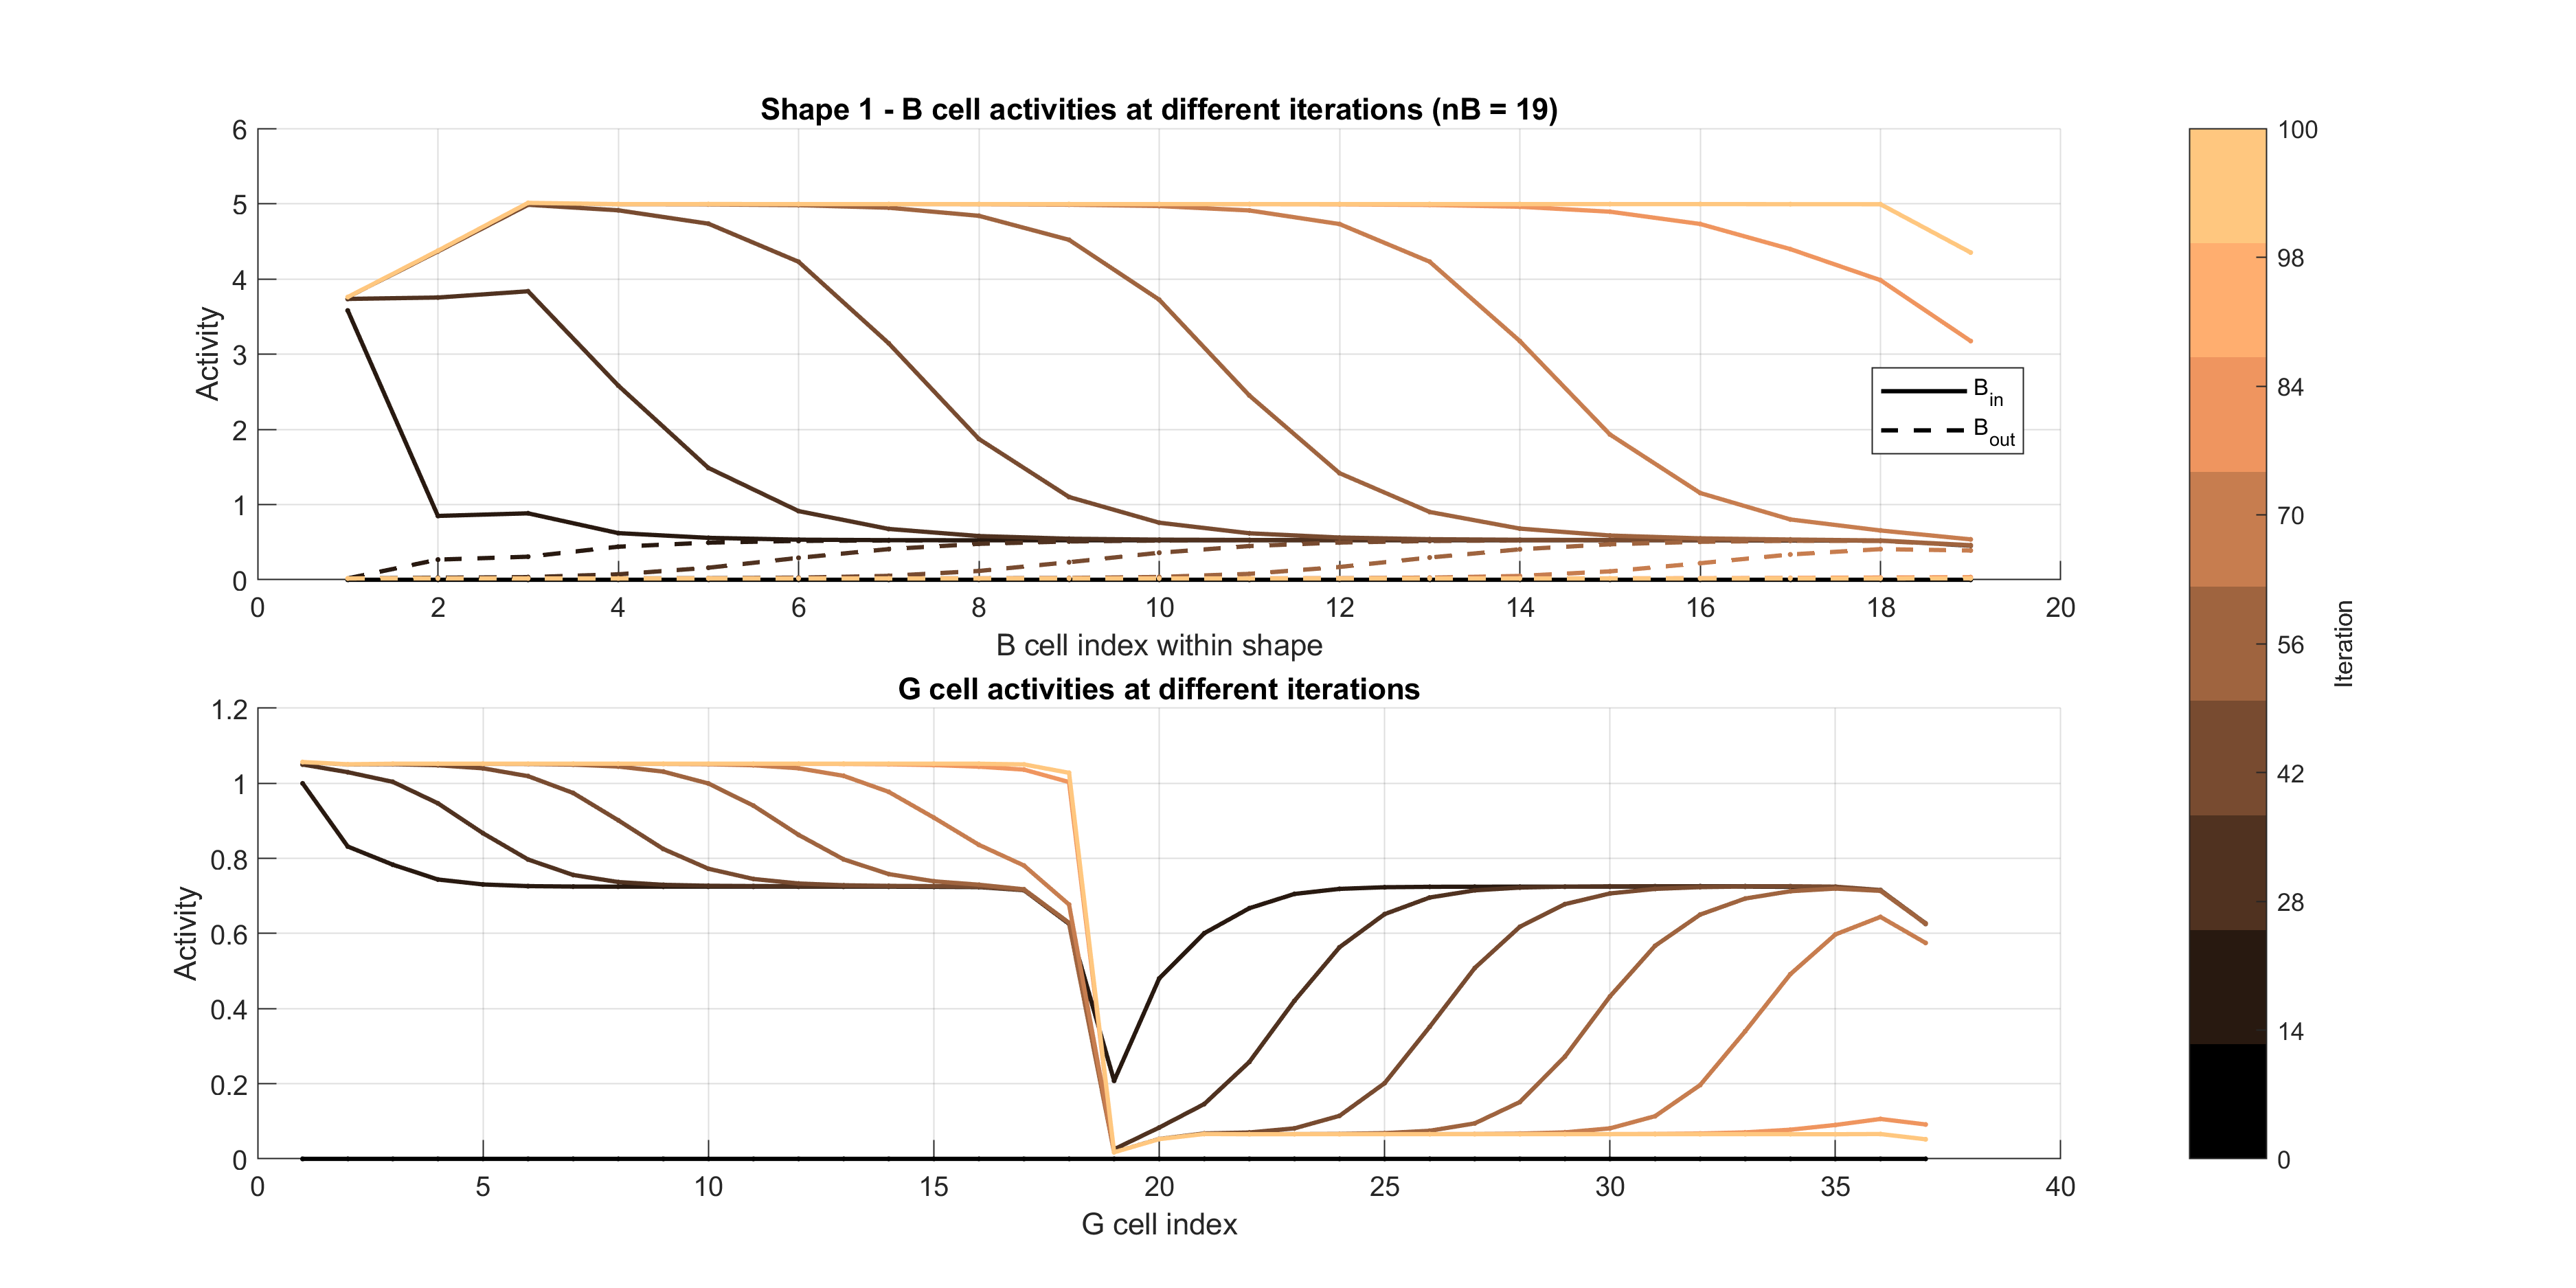 Shape 1 - B cell activities at different iterations (nB = 19)
6
5
4
3
2
1
0
Activity
0 2 4 6 8 10 12 14 16 18 20
B cell index within shape
B_in
B_out
G cell activities at different iterations
1.2
1
0.8
0.6
0.4
0.2
0
Activity
0 5 10 15 20 25 30 35 40
G cell index
100
98
84
70
56
42
28
14
0
Iteration